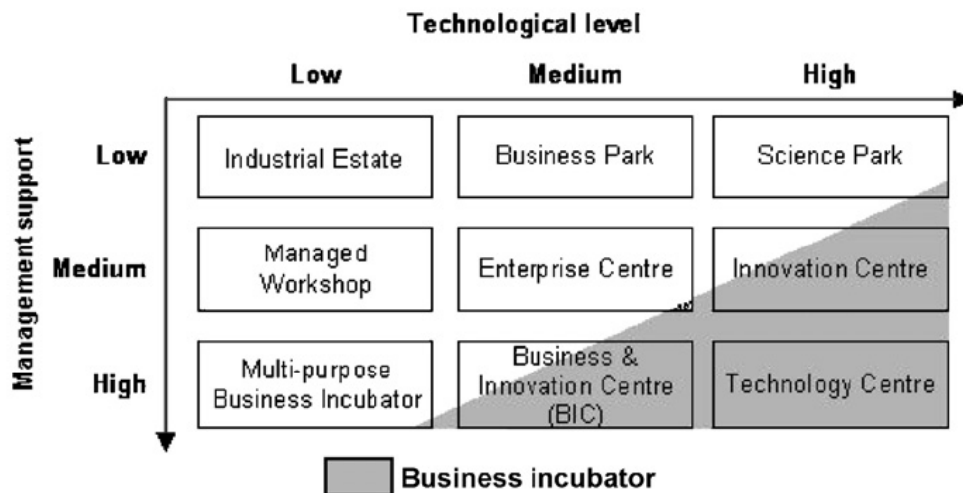 Technological level
Low Medium High
Management support
Low
Industrial Estate
Business Park
Science Park
Medium
Managed
Workshop
Enterprise Centre
Innovation Centre
High
Multi-purpose
Business Incubator
Business &
Innovation Centre
(BIC)
Technology Centre
Business incubator